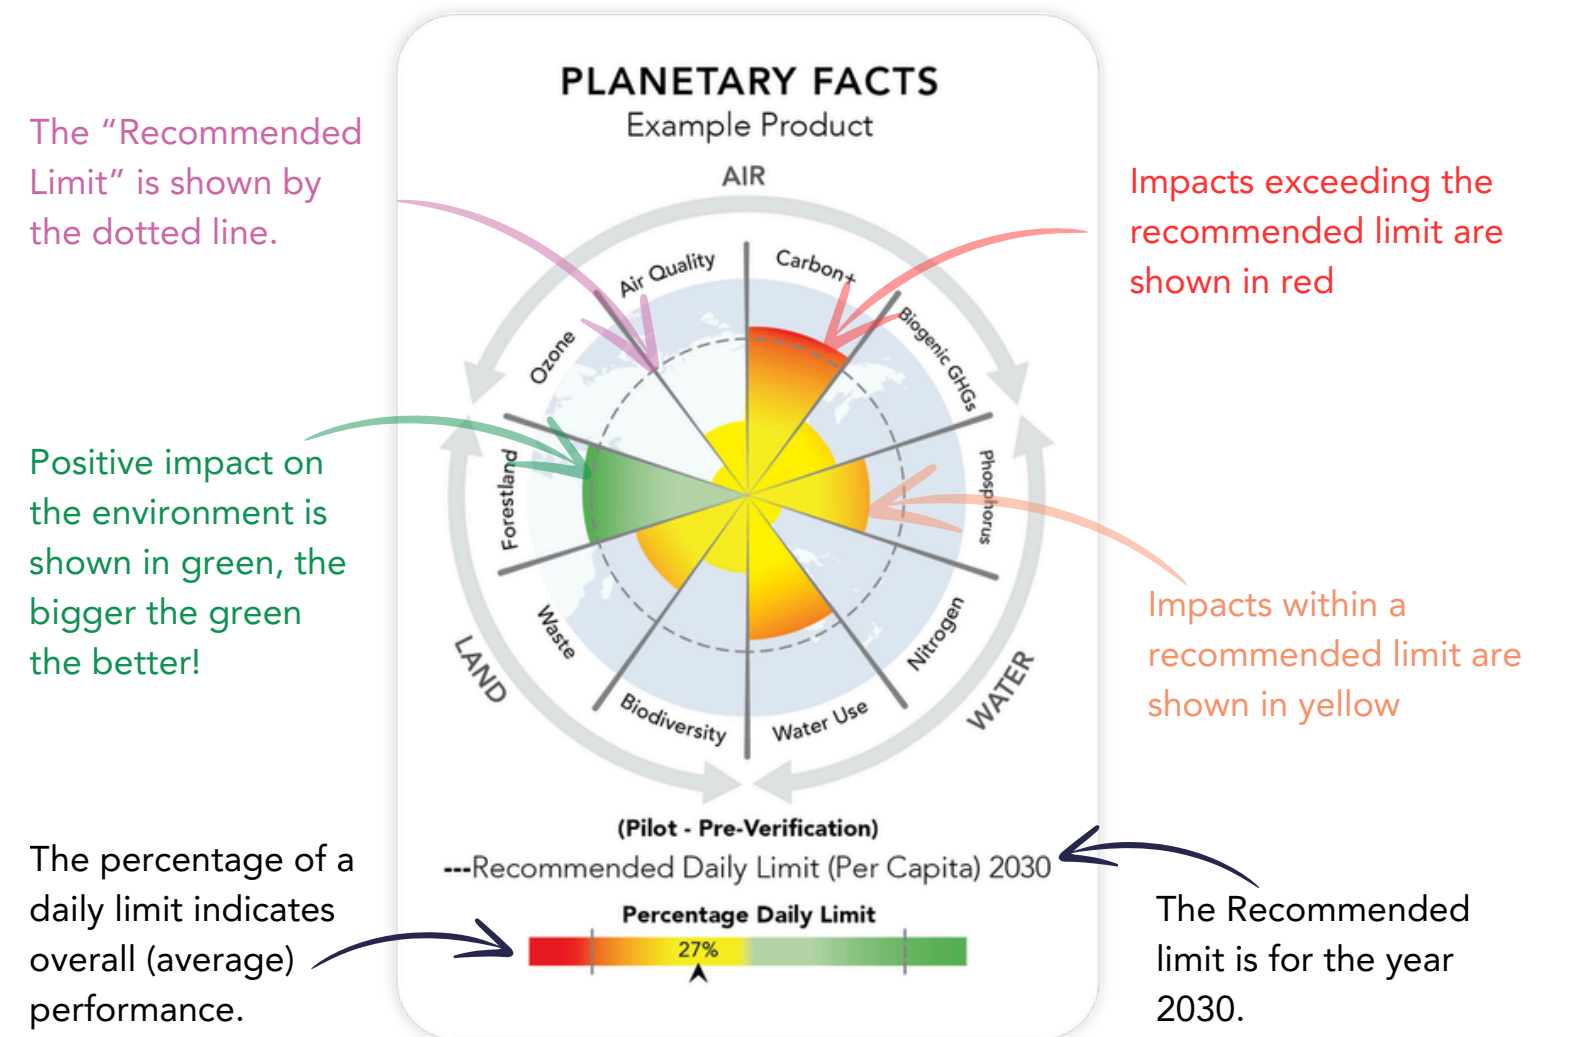 PLANETARY FACTS
Example Product
The “Recommended
Limit” is shown by
the dotted line.
Impacts exceeding the
recommended limit are
shown in red
Positive impact on
the environment is
shown in green, the
bigger the green
the better!
Impacts within a
recommended limit are
shown in yellow
AIR
Air Quality
Carbon+
Ozone
Biogenic GHGs
Forestland
Phosphorus
Waste
Nitrogen
Biodiversity
Water Use
LAND
WATER
(Pilot - Pre-Verification)
---Recommended Daily Limit (Per Capita) 2030
Percentage Daily Limit
27%
The percentage of a
daily limit indicates
overall (average)
performance.
The Recommended
limit is for the year
2030.